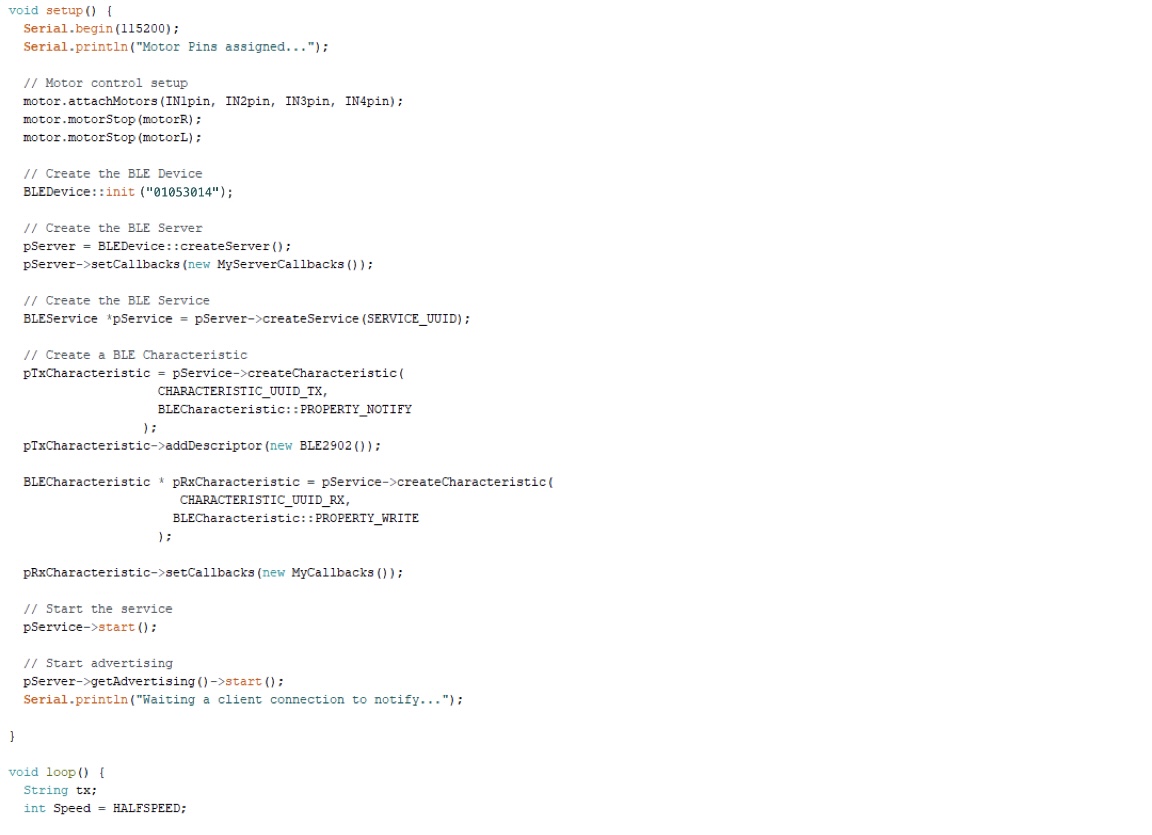 void setup() {
  Serial.begin(115200);
  Serial.println("Motor Pins assigned...");

  // Motor control setup
  motor.attachMotors(IN1pin, IN2pin, IN3pin, IN4pin);
  motor.motorStop(motorR);
  motor.motorStop(motorL);

  // Create the BLE Device
  BLEDevice::init ("01053014");

  // Create the BLE Server
  pServer = BLEDevice::createServer();
  pServer->setCallbacks(new MyServerCallbacks());

  // Create the BLE Service
  BLEService *pService = pServer->createService(SERVICE_UUID);

  // Create a BLE Characteristic
  pTxCharacteristic = pService->createCharacteristic(
                    CHARACTERISTIC_UUID_TX,
                    BLECharacteristic::PROPERTY_NOTIFY
                  );
  pTxCharacteristic->addDescriptor(new BLE2902());

  BLECharacteristic * pRxCharacteristic = pService->createCharacteristic(
                       CHARACTERISTIC_UUID_RX,
                      BLECharacteristic::PROPERTY_WRITE
                    );

  pRxCharacteristic->setCallbacks(new MyCallbacks());

  // Start the service
  pService->start();

  // Start advertising
  pServer->getAdvertising()->start();
  Serial.println("Waiting a client connection to notify...");

}

void loop() {
  String tx;
  int Speed = HALFSPEED;